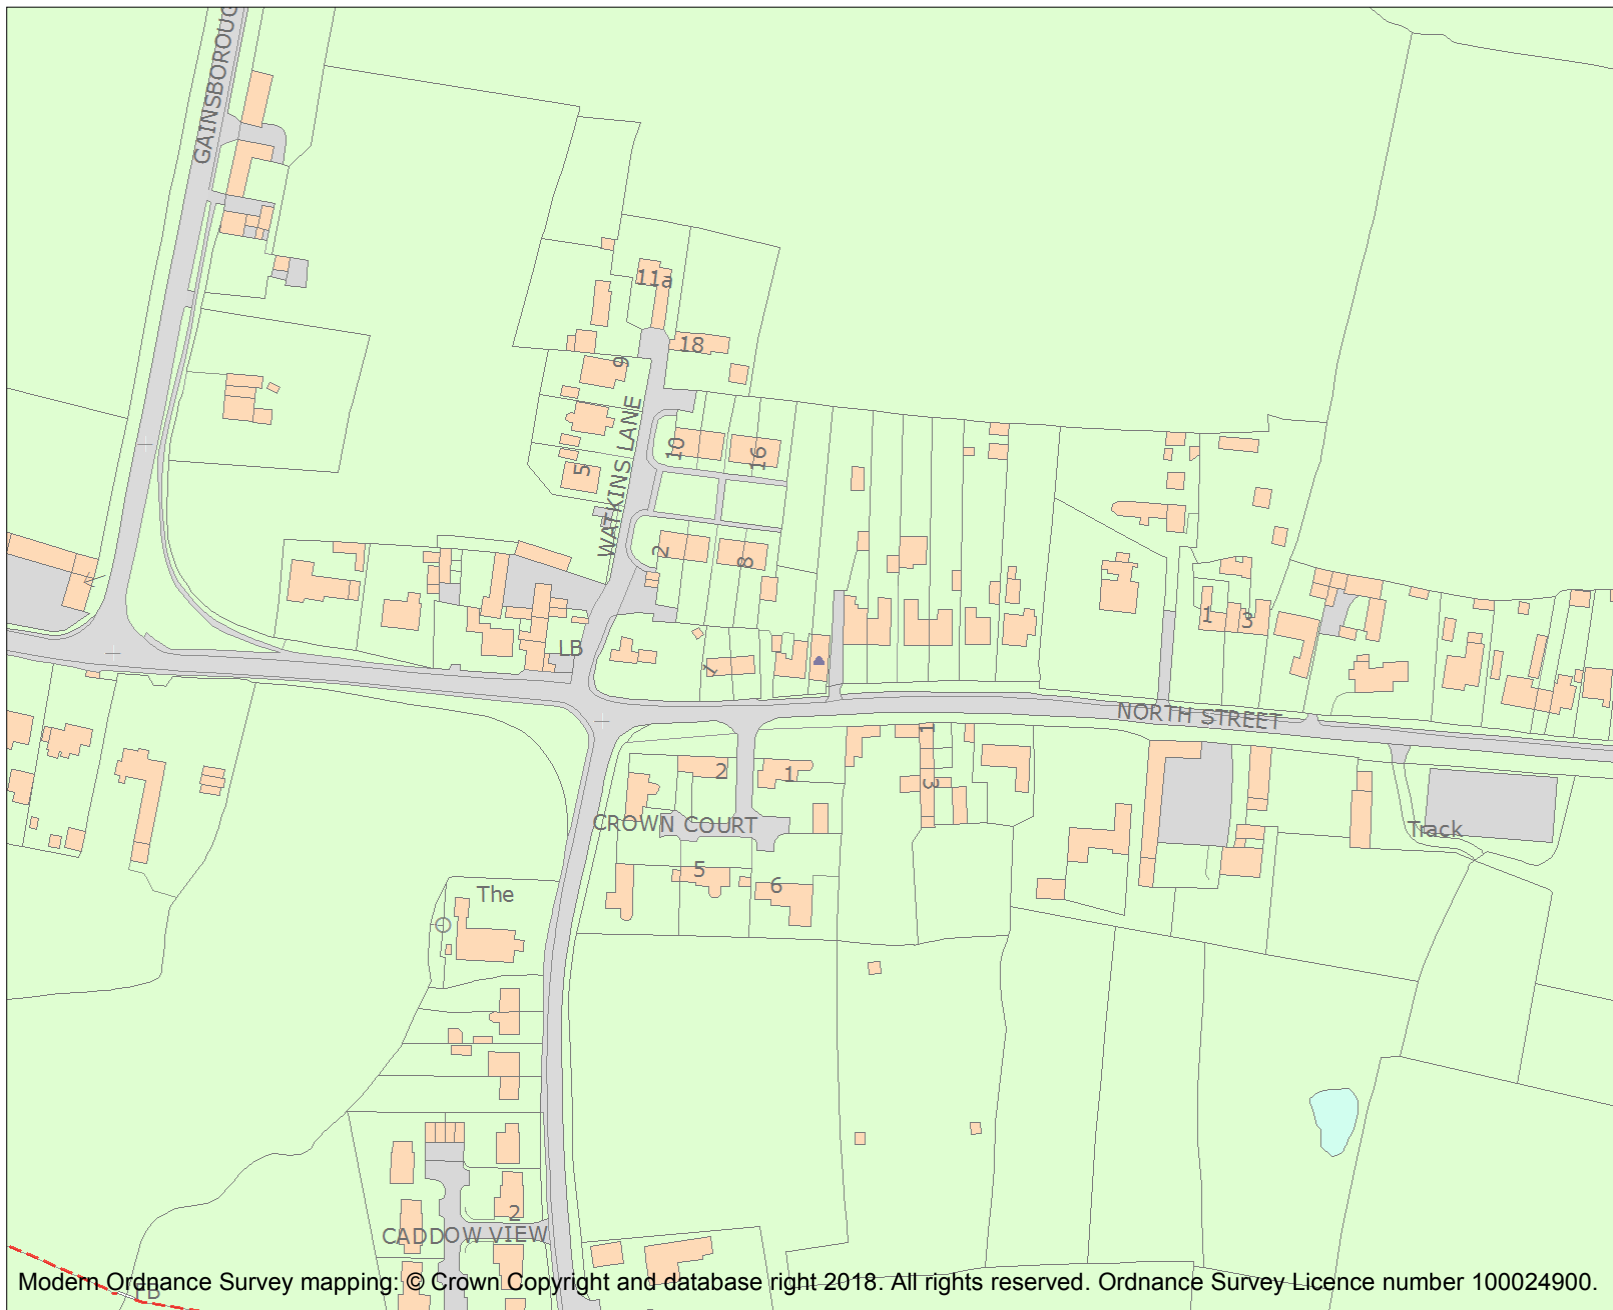 GAINSBOROUG
11a
18
9
WATKINS LANE
10
16
5
2
8
LB
1
1
3
NORTH STREET
1
2
1
3
CROWN COURT
Track
5
6
The
2
CADDOW VIEW
FB
Modern Ordnance Survey mapping: © Crown Copyright and database right 2018. All rights reserved. Ordnance Survey Licence number 100024900.